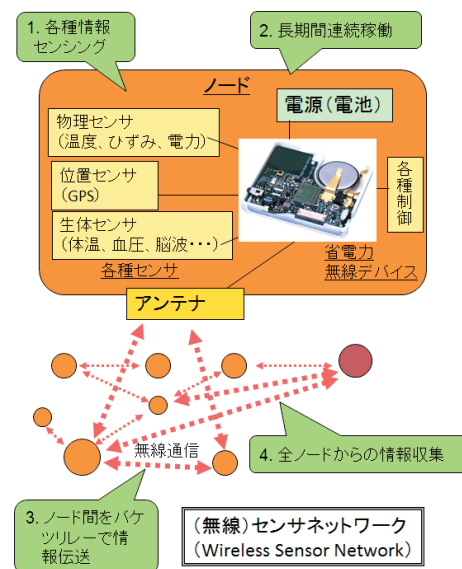 1. 各種情報
センシング
2. 長期間連続稼働
ノード
電源(電池)
物理センサ
(温度、ひずみ、電力)
位置センサ
(GPS)
生体センサ
(体温、血圧、脳波・・・)
各種センサ
各種制御
省電力
無線デバイス
アンテナ
無線通信
4. 全ノードからの情報収集
3. ノード間をバケ
ツリレーで情
報伝送
(無線)センサネットワーク
(Wireless Sensor Network)